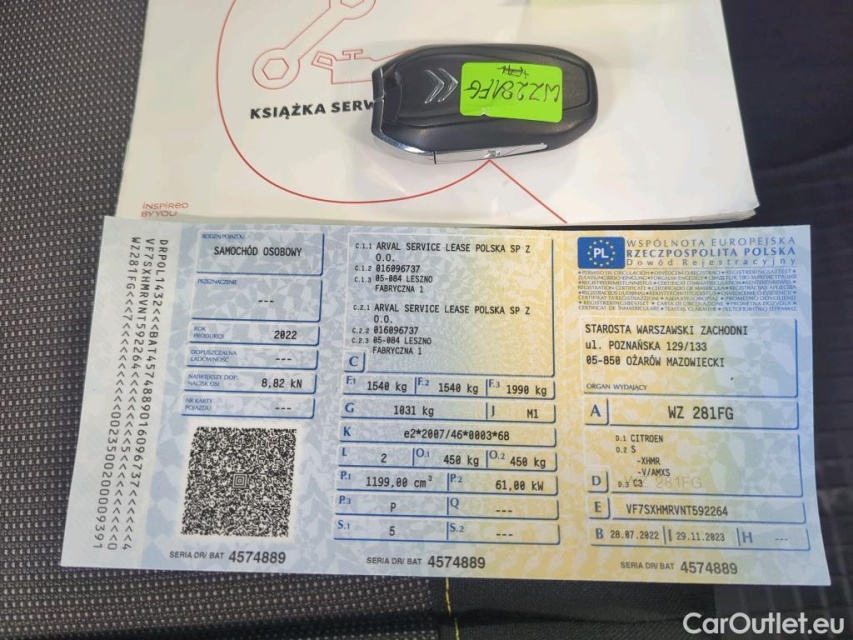 KSIĄŻKA SERW
WZ281FG
INSPIRED
BY YOU
RODZAJ POJAZDU
SAMOCHÓD OSOBOWY
PRZEZNACZENIE
---
ROK
PRODUKCJI 2022
DOPUSZCZALNA
ŁADOWNOŚĆ ---
NAJWIĘKSZY DOP.
NACISK OSI 8,82 kN
NR KARTY
POJAZDU ---
SERIA DR/ BAT 4574889
C.1.1 ARVAL SERVICE LEASE POLSKA SP Z
O.O.
C.1.2 016096737
C.1.3 05-084 LESZNO
FABRYCZNA 1
C.2.1 ARVAL SERVICE LEASE POLSKA SP Z
O.O.
C.2.2 016096737
C.2.3 05-084 LESZNO
FABRYCZNA 1
C
F.1 1540 kg F.2 1540 kg F.3 1990 kg
G 1031 kg J M1
K e2*2007/46*0003*68
L 2 O.1 450 kg O.2 450 kg
P.1 1199,00 cm³ P.2 61,00 kW
P.3 P Q ---
S.1 5 S.2 ---
SERIA DR/ BAT 4574889
PL
WSPÓLNOTA EUROPEJSKA
RZECZPOSPOLITA POLSKA
Dowód Rejestracyjny
STAROSTA WARSZAWSKI ZACHODNI
ul. POZNAŃSKA 129/133
05-850 OŻARÓW MAZOWIECKI
ORGAN WYDAJĄCY
A WZ 281FG
D.1 CITROEN
D.2 S
-XHMR
-V/AMXS
D D.3 C3
E VF7SXHMRVNT592264
B 28.07.2022 I 29.11.2023 H ---
SERIA DR/ BAT 4574889
CarOutlet.eu